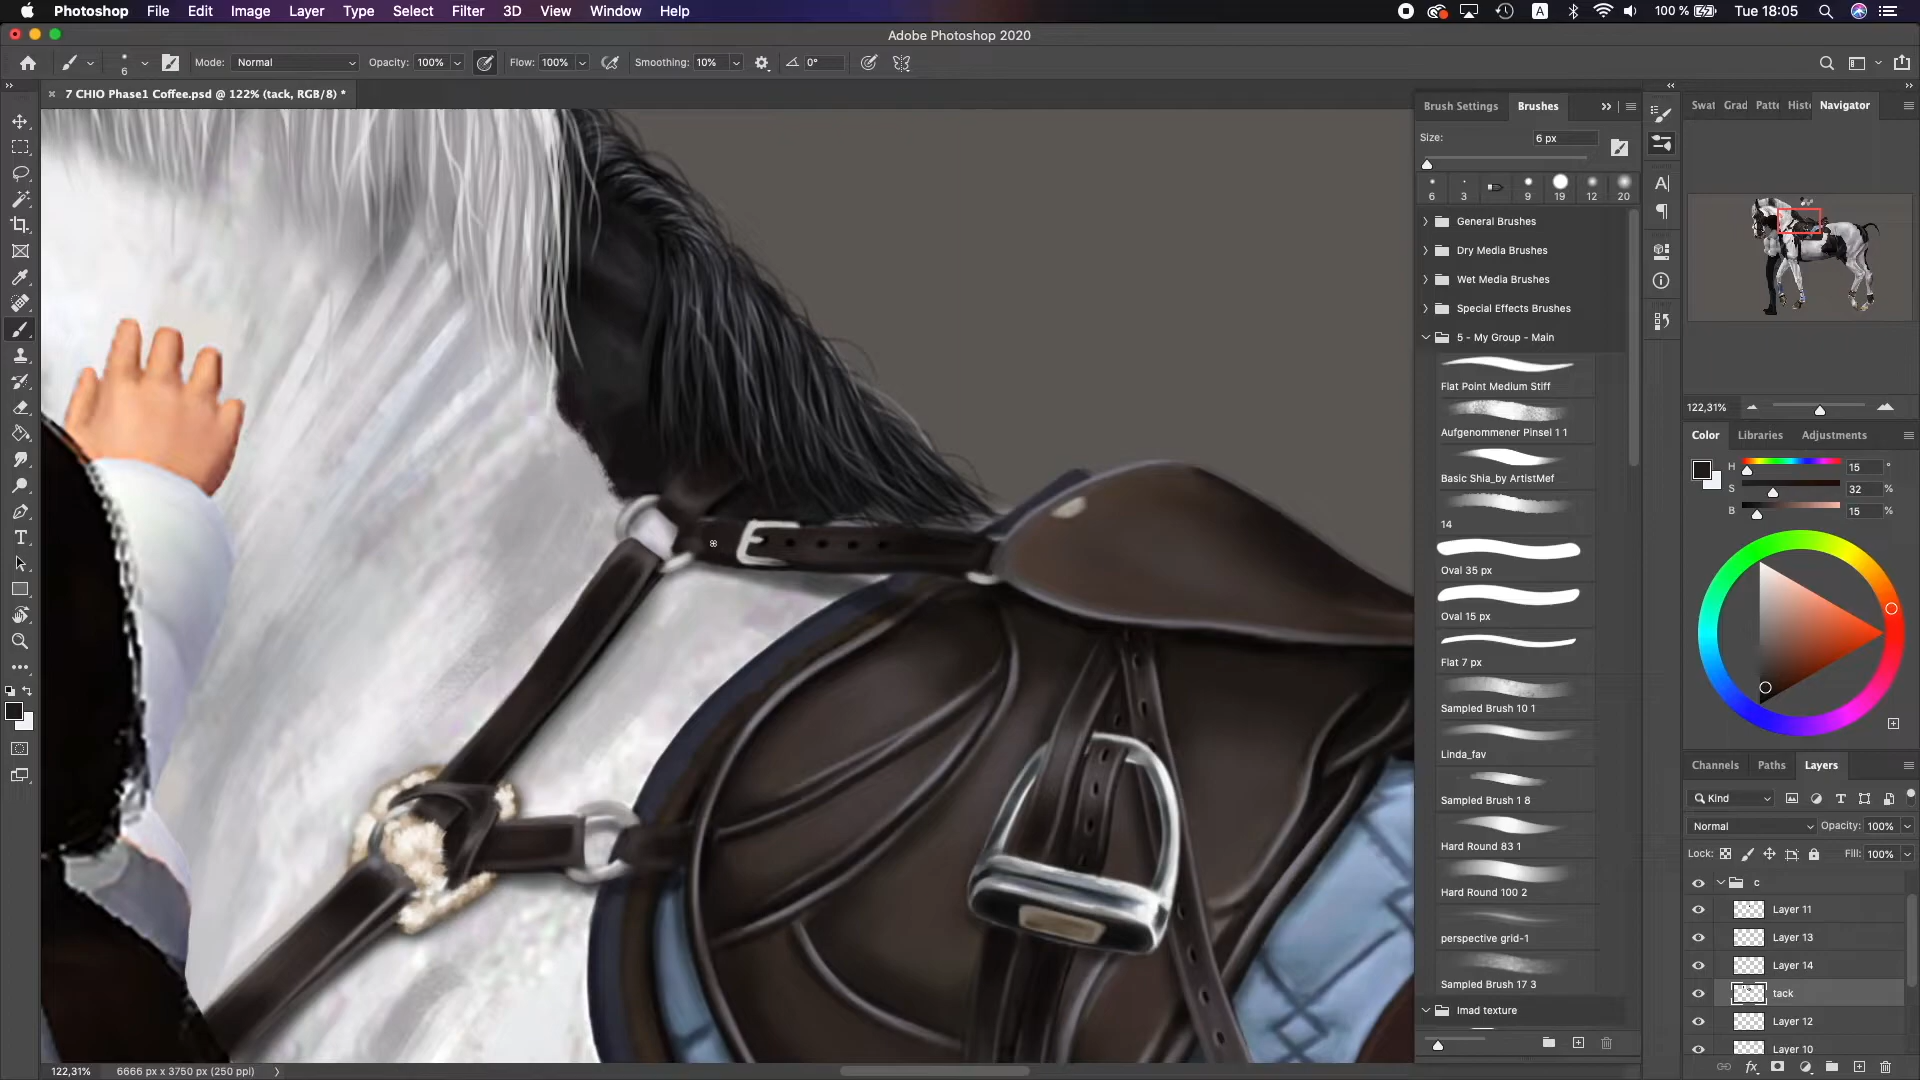 Photoshop File Edit Image Layer Type Select Filter 3D View Window Help A 100 % Tue 18:05
Adobe Photoshop 2020
6 Mode: Normal Opacity: 100% Flow: 100% Smoothing: 10% 0°
7 CHIO Phase1 Coffee.psd @ 122% (tack, RGB/8) *
Brush Settings Brushes
Size: 6 px
6 3 9 19 12 20
General Brushes
Dry Media Brushes
Wet Media Brushes
Special Effects Brushes
5 - My Group - Main
Flat Point Medium Stiff
Aufgenommener Pinsel 1 1
Basic Shia_by ArtistMef
14
Oval 35 px
Oval 15 px
Flat 7 px
Sampled Brush 10 1
Linda_fav
Sampled Brush 1 8
Hard Round 83 1
Hard Round 100 2
perspective grid-1
Sampled Brush 17 3
Imad texture
Swat Grad Patte Histo Navigator
122,31%
Color Libraries Adjustments
H 15 °
S 32 %
B 15 %
Channels Paths Layers
Kind
Normal Opacity: 100%
Lock: Fill: 100%
c
Layer 11
Layer 13
Layer 14
tack
Layer 12
Layer 10
fx
122,31% 6666 px x 3750 px (250 ppi)